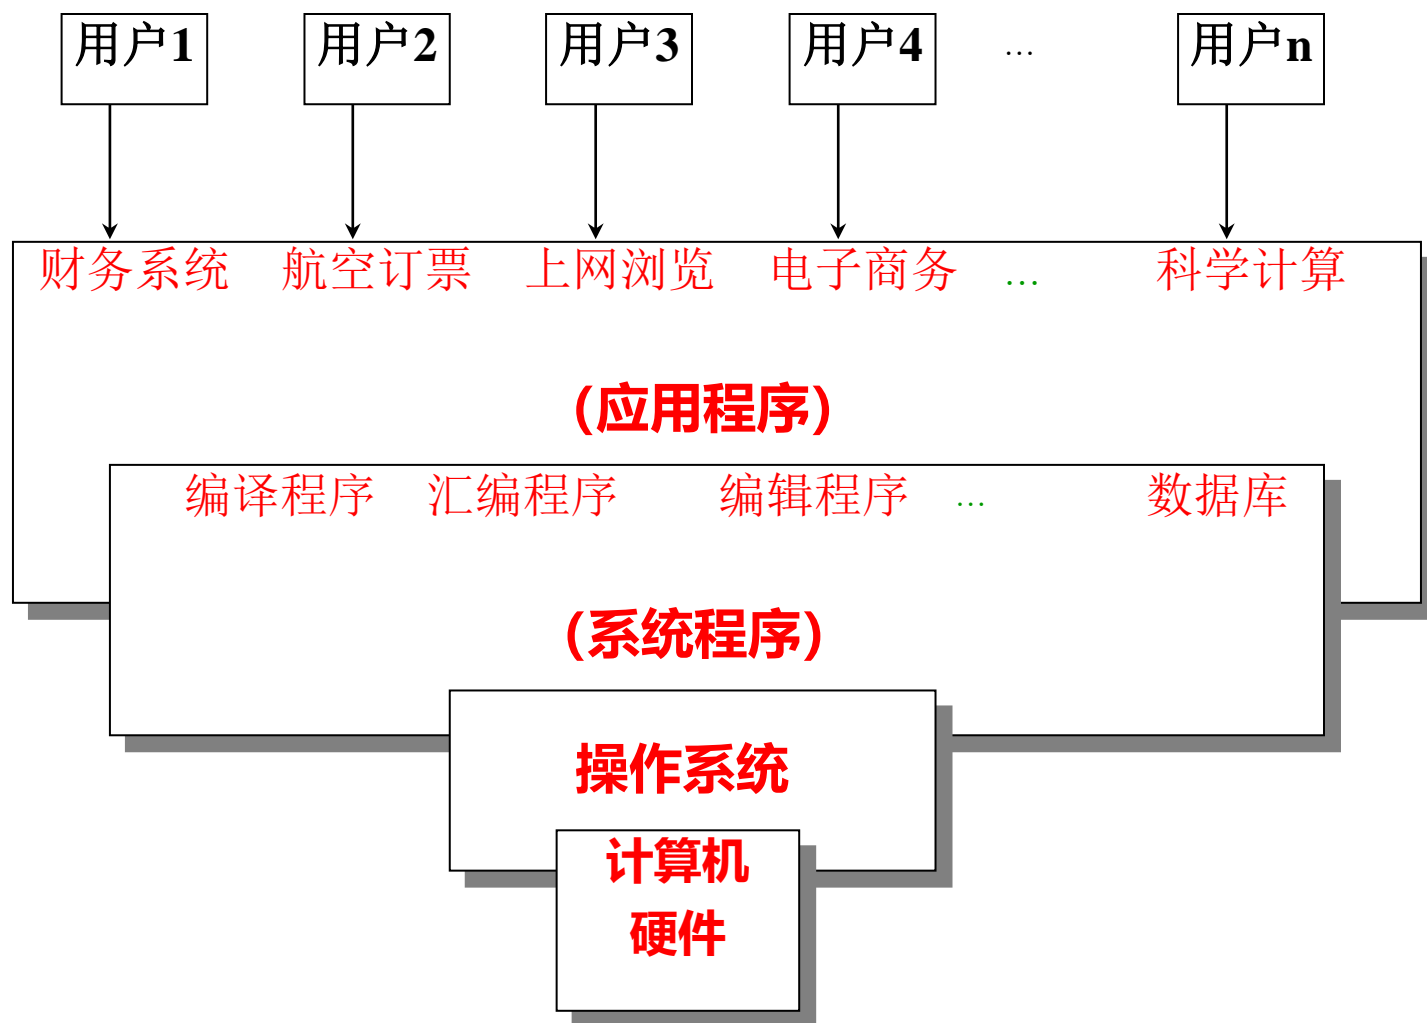 用户1 用户2 用户3 用户4 … 用户n
财务系统 航空订票 上网浏览 电子商务 … 科学计算
(应用程序)
编译程序 汇编程序 编辑程序 … 数据库
(系统程序)
操作系统
计算机
硬件